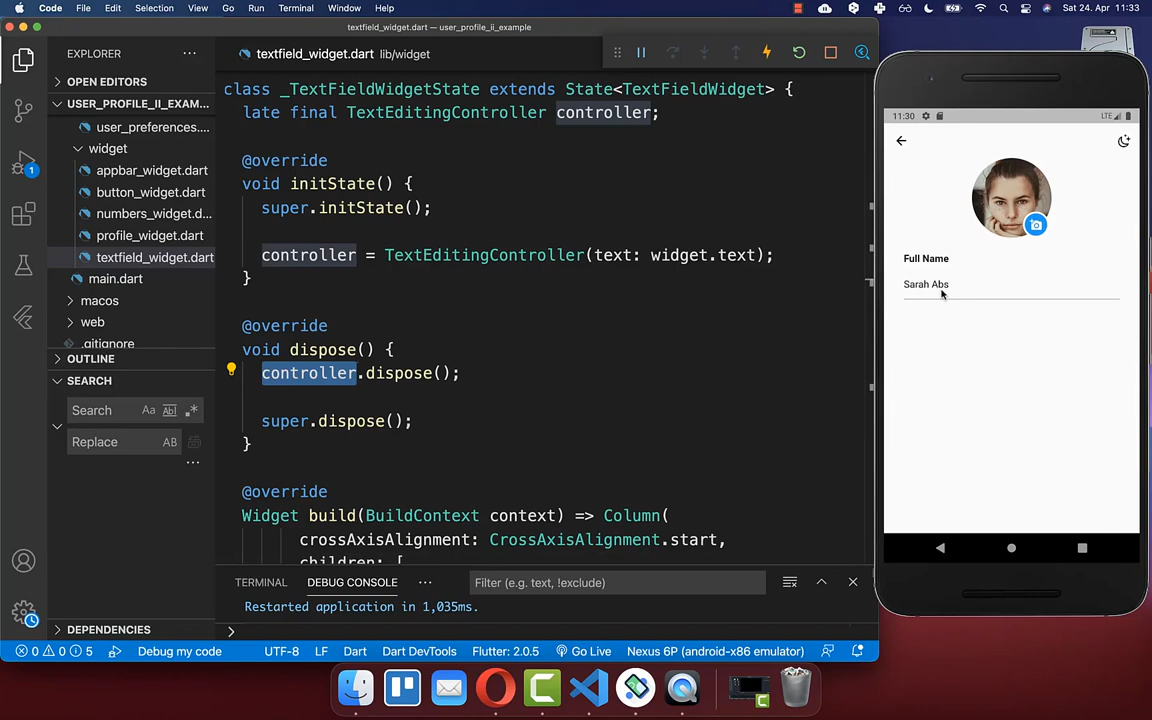 Code File Edit Selection View Go Run Terminal Window Help Sat 24. Apr 11:33
textfield_widget.dart — user_profile_ii_example
EXPLORER
textfield_widget.dart lib/widget
OPEN EDITORS
USER_PROFILE_II_EXAM...
user_preferences....
widget
appbar_widget.dart
button_widget.dart
numbers_widget.d...
profile_widget.dart
textfield_widget.dart
main.dart
macos
web
.gitignore
OUTLINE
SEARCH
Search Aa Abl
Replace AB
DEPENDENCIES
1
class _TextFieldWidgetState extends State<TextFieldWidget> {
late final TextEditingController controller;
@override
void initState() {
super.initState();
controller = TextEditingController(text: widget.text);
}
@override
void dispose() {
controller.dispose();
super.dispose();
}
@override
Widget build(BuildContext context) => Column(
crossAxisAlignment: CrossAxisAlignment.start,
children: [
TERMINAL DEBUG CONSOLE Filter (e.g. text, !exclude)
Restarted application in 1,035ms.
0 0 5 Debug my code UTF-8 LF Dart Dart DevTools Flutter: 2.0.5 Go Live Nexus 6P (android-x86 emulator)
11:30 LTE
Full Name
Sarah Abs